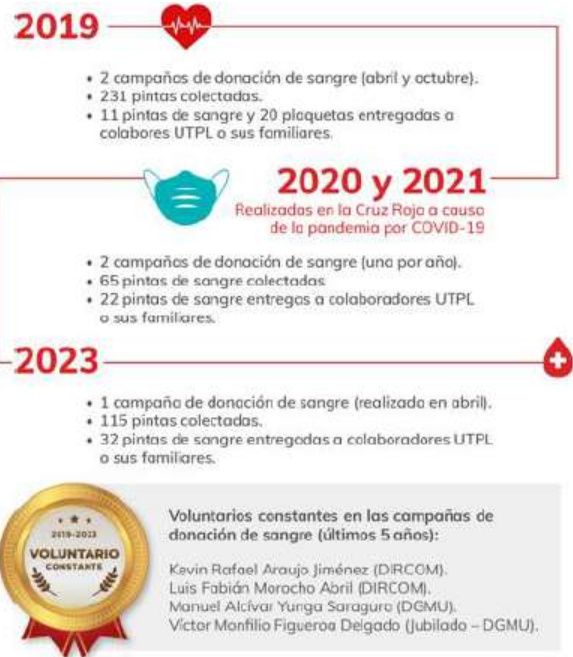 2019
• 2 campañas de donación de sangre (abril y octubre).
• 231 pintas colectadas.
• 11 pintas de sangre y 20 plaquetas entregadas a
colabores UTPL o sus familiares.
2020 y 2021
Realizadas en la Cruz Roja a causa
de la pandemia por COVID-19
• 2 campañas de donación de sangre (una por año).
• 65 pintas de sangre colectadas
• 22 pintas de sangre entregas a colaboradores UTPL
o sus familiares.
2023
• 1 campaña de donación de sangre (realizada en abril).
• 115 pintas colectadas.
• 32 pintas de sangre entregadas a colaboradores UTPL
o sus familiares.
2019-2023
VOLUNTARIO
CONSTANTE
Voluntarios constantes en las campañas de
donación de sangre (últimos 5 años):
Kevin Rafael Araujo Jiménez (DIRCOM).
Luis Fabián Morocho Abril (DIRCOM).
Manuel Alcívar Yunga Saraguro (DGMU).
Víctor Monfilio Figueroa Delgado (Jubilado – DGMU).